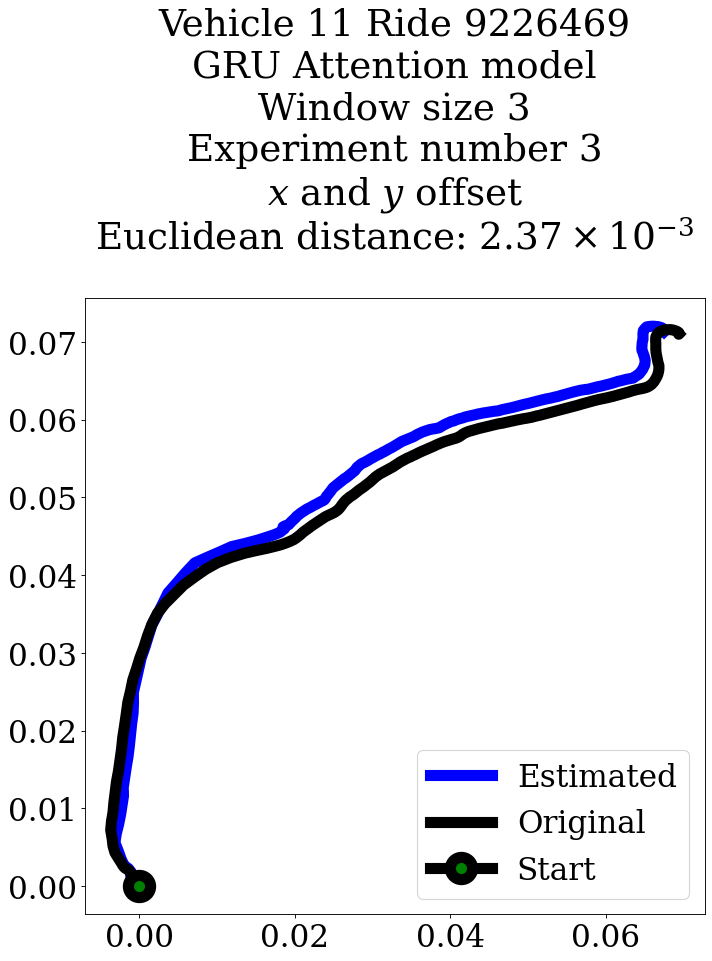 Vehicle 11 Ride 9226469
GRU Attention model
Window size 3
Experiment number 3
x and y offset
Euclidean distance: 2.37 × 10⁻³
0.07
0.06
0.05
0.04
0.03
0.02
0.01
0.00
Estimated
Original
Start
0.00 0.02 0.04 0.06